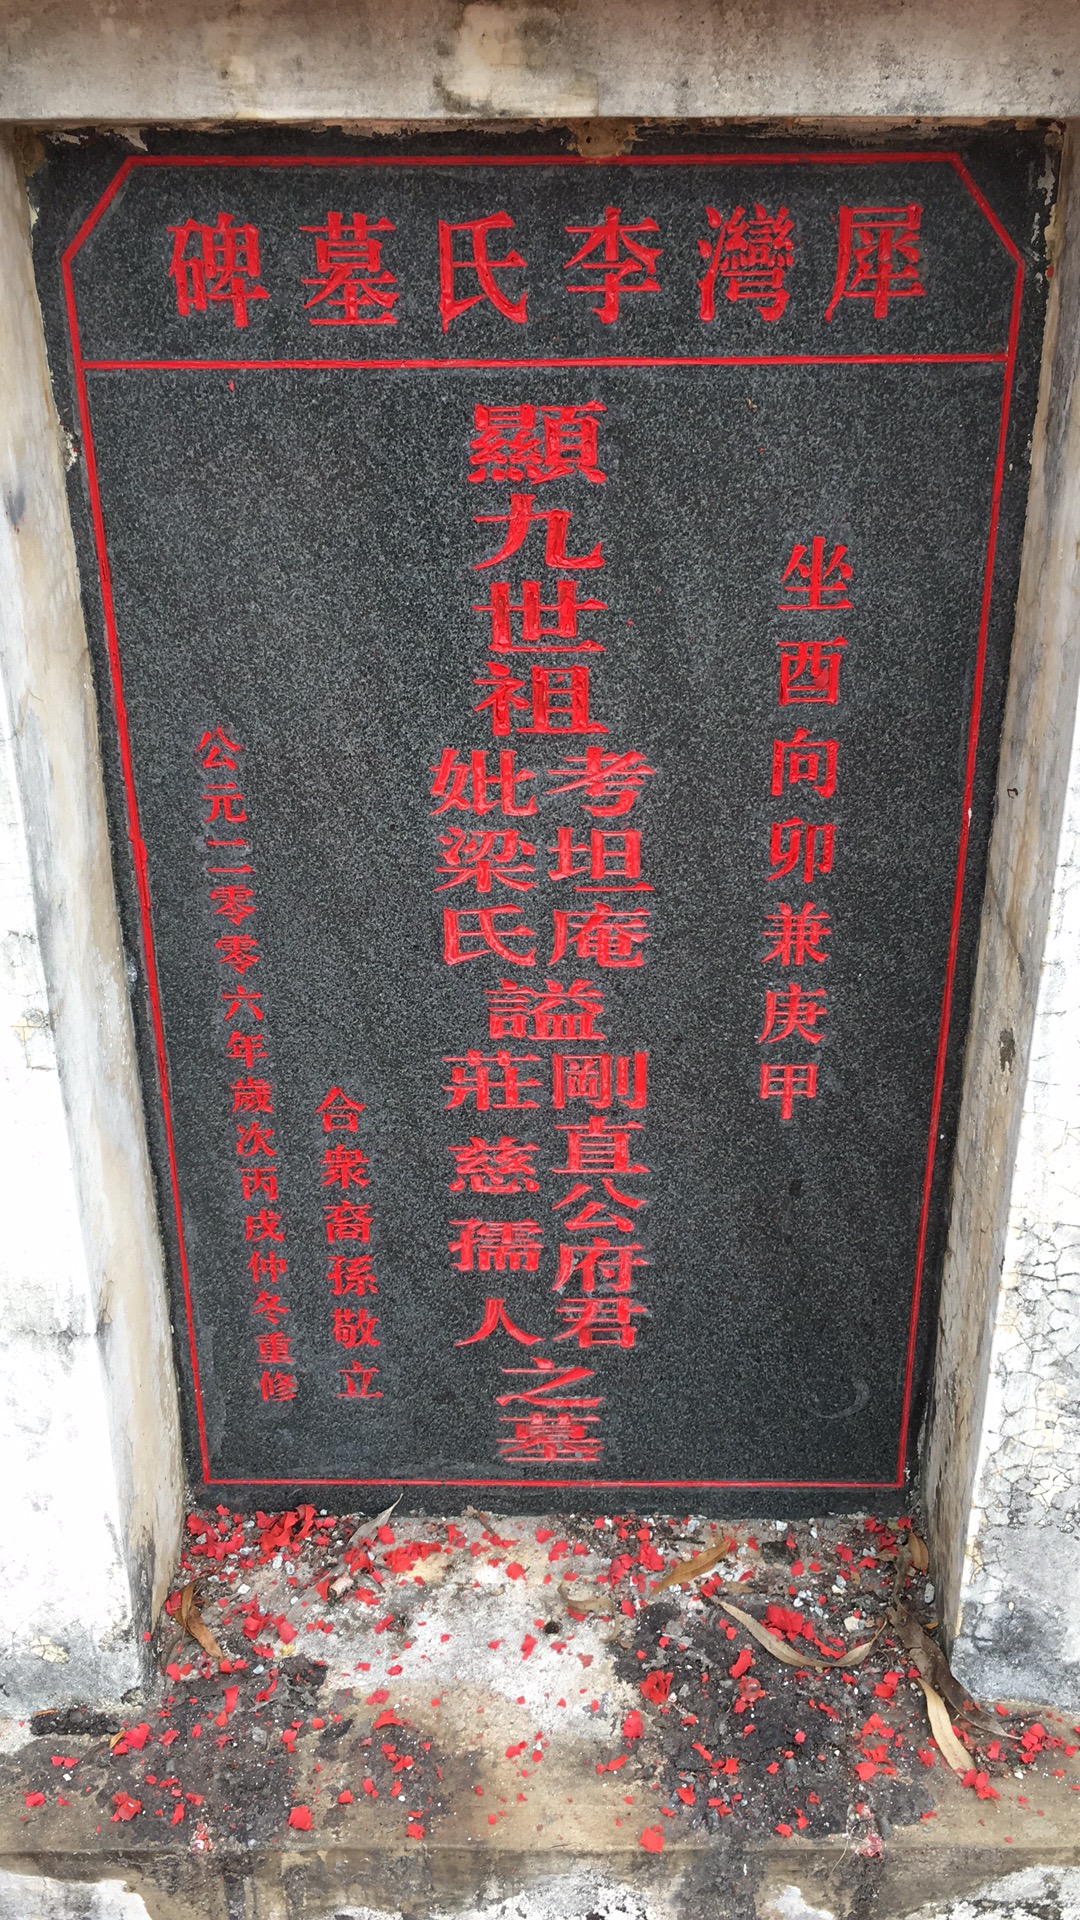 犀灣李氏墓碑
坐酉向卯兼庚甲
顯九世祖
考坦庵
妣梁氏
謚
剛直公府君
莊慈孺人
之墓
合衆裔孫敬立
公元二零零六年歲次丙戌仲冬重修